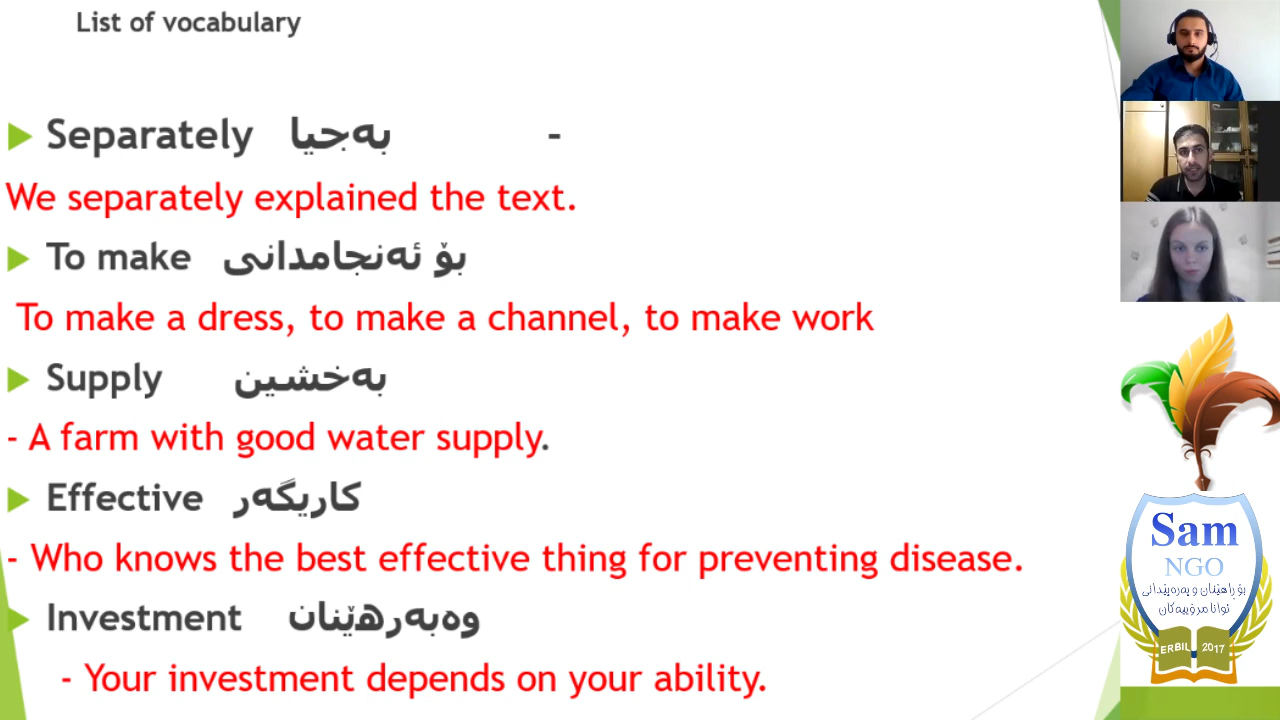 List of vocabulary
Separately بەجیا -
We separately explained the text.
To make بۆ ئەنجامدانی
To make a dress, to make a channel, to make work
Supply بەخشین
- A farm with good water supply.
Effective کاریگەر
- Who knows the best effective thing for preventing disease.
Investment وەبەرهێنان
- Your investment depends on your ability.
Sam
NGO
بۆ ڕاهێنان و پەرەپێدانی
توانا مرۆییەکان
ERBIL 2017